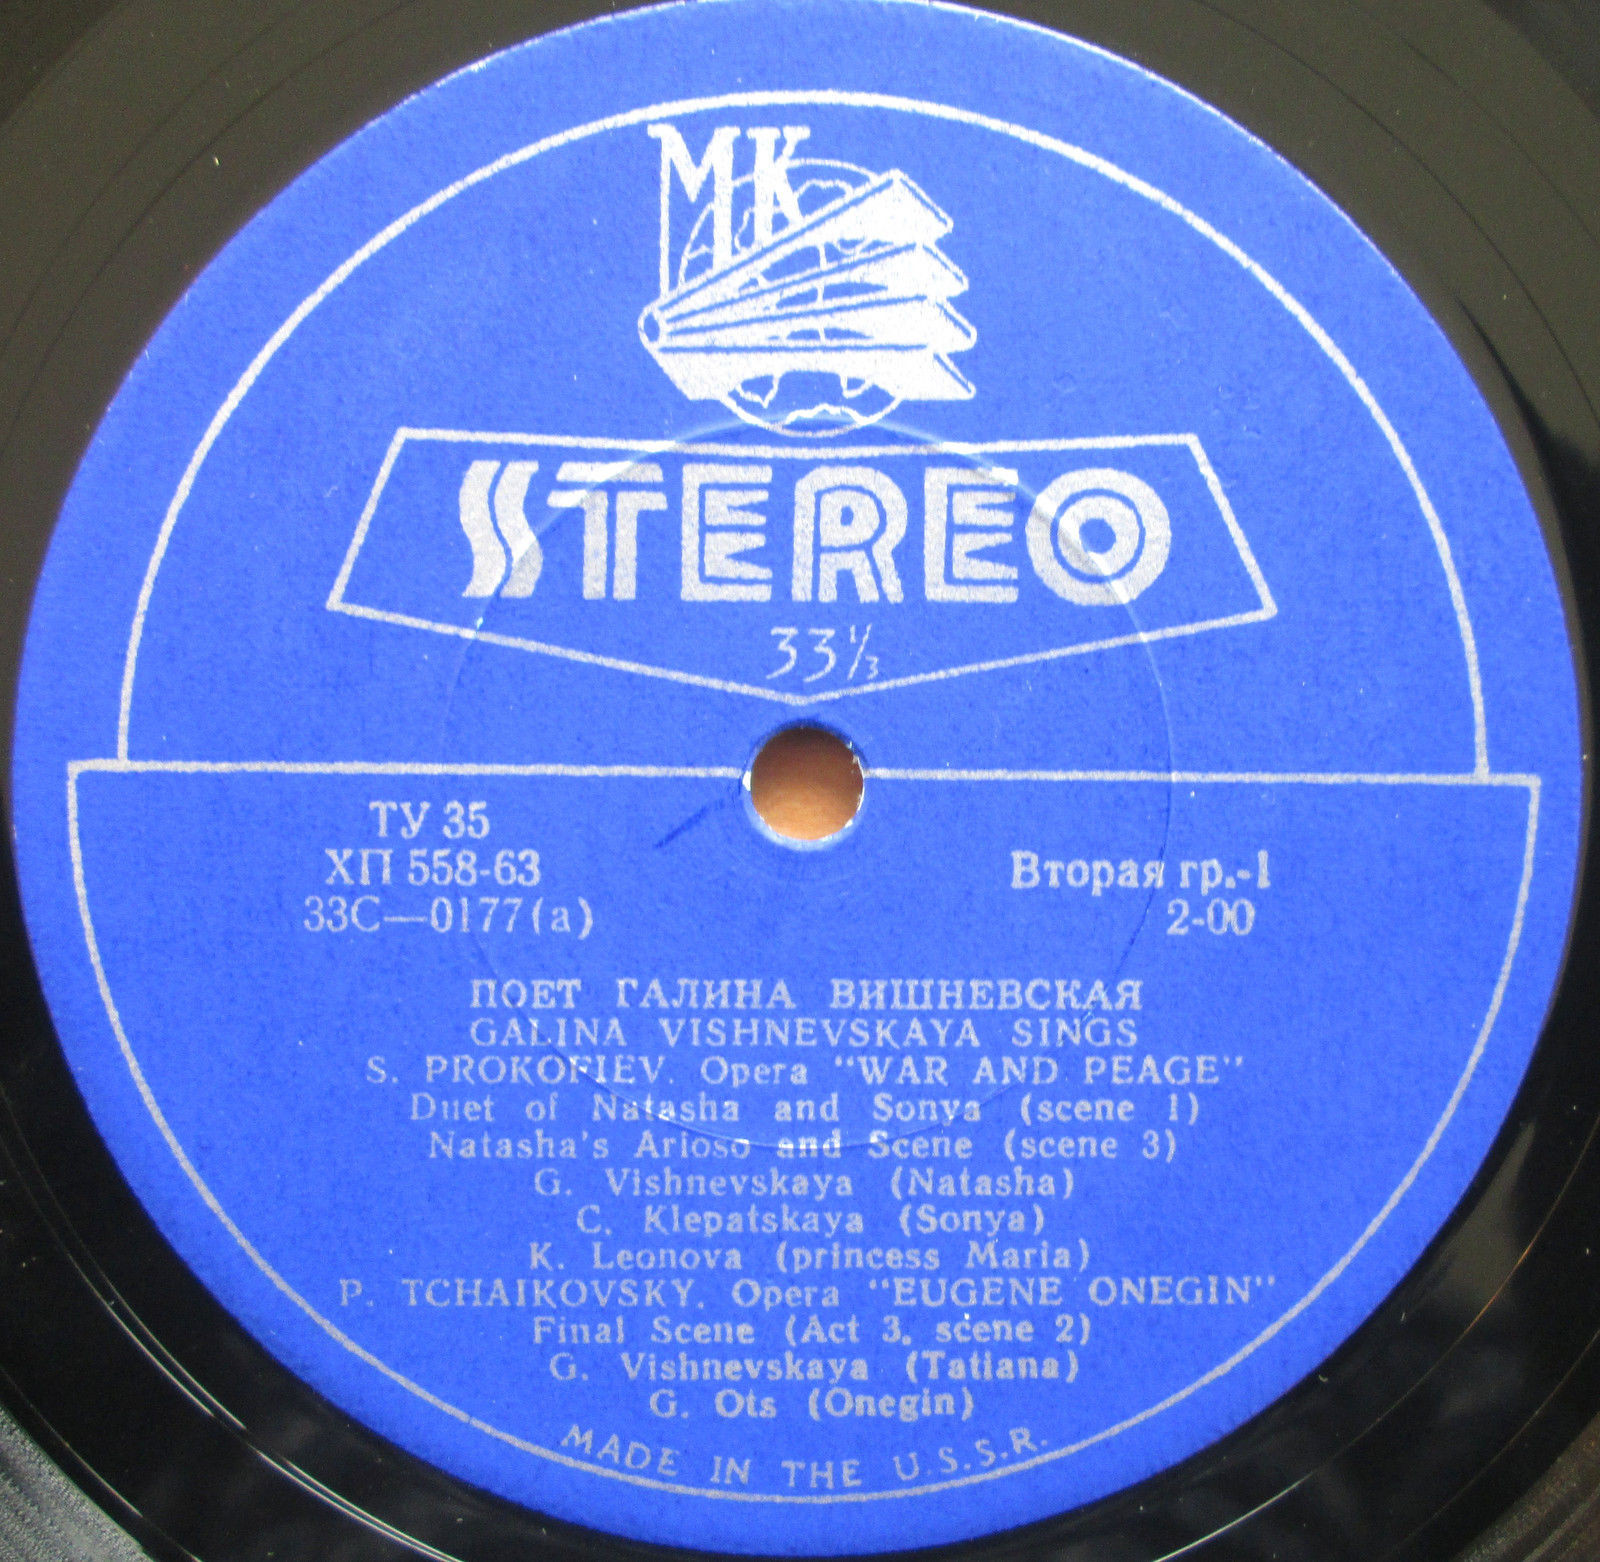 МК
STEREO
33⅓
ТУ 35
ХП 558-63
33С—0177(а)
Вторая гр.-1
2-00
ПОЕТ ГАЛИНА ВИШНЕВСКАЯ
GALINA VISHNEVSKAYA SINGS
S. PROKOFIEV. Opera "WAR AND PEAGE"
Duet of Natasha and Sonya (scene 1)
Natasha's Arioso and Scene (scene 3)
G. Vishnevskaya (Natasha)
C. Klepatskaya (Sonya)
K. Leonova (princess Maria)
P. TCHAIKOVSKY. Opera "EUGENE ONEGIN"
Final Scene (Act 3, scene 2)
G. Vishnevskaya (Tatiana)
G. Ots (Onegin)
MADE IN THE U.S.S.R.